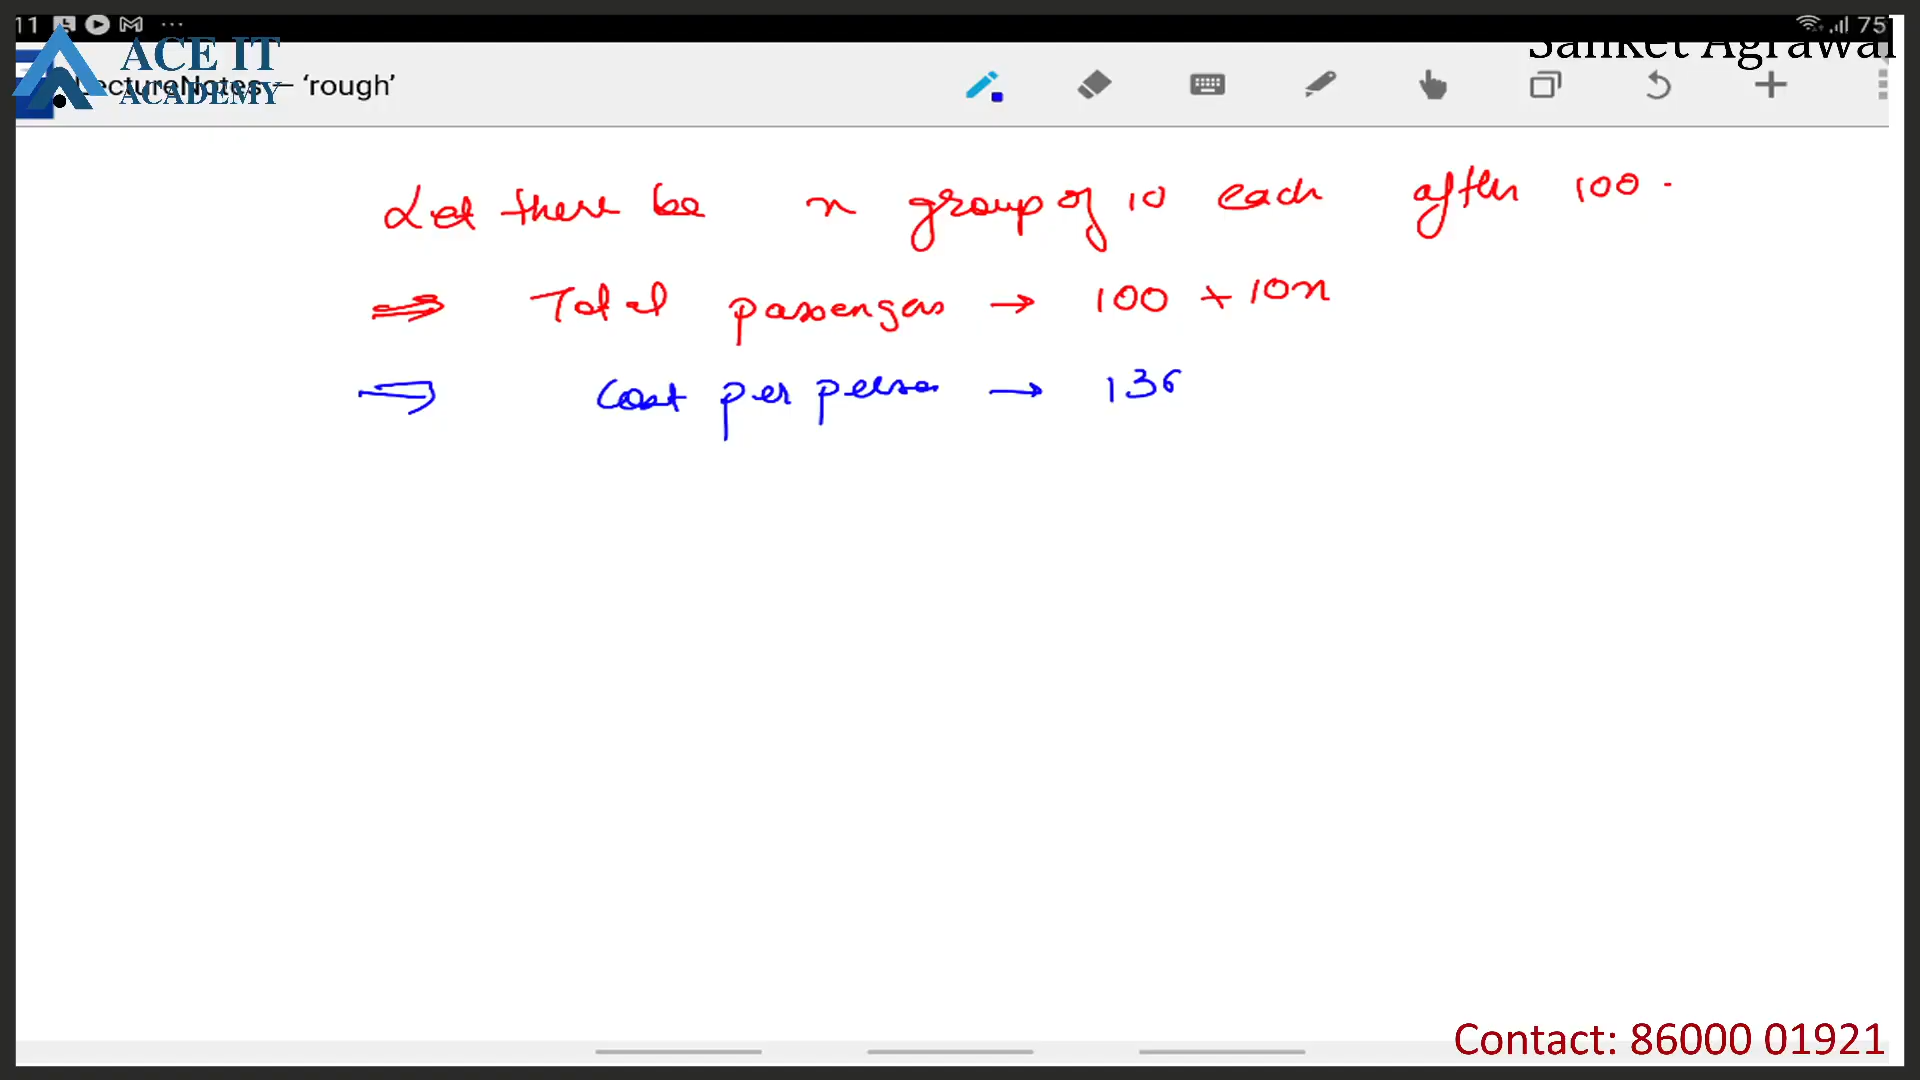 11 ... 75
ACE IT
ACADEMY
LectureNotes – ‘rough’
Sanket Agrawal
Let there be n group of 10 each after 100.
⇒ Total passengers → 100 + 10n
⇒ Cost per person → 136
Contact: 86000 01921